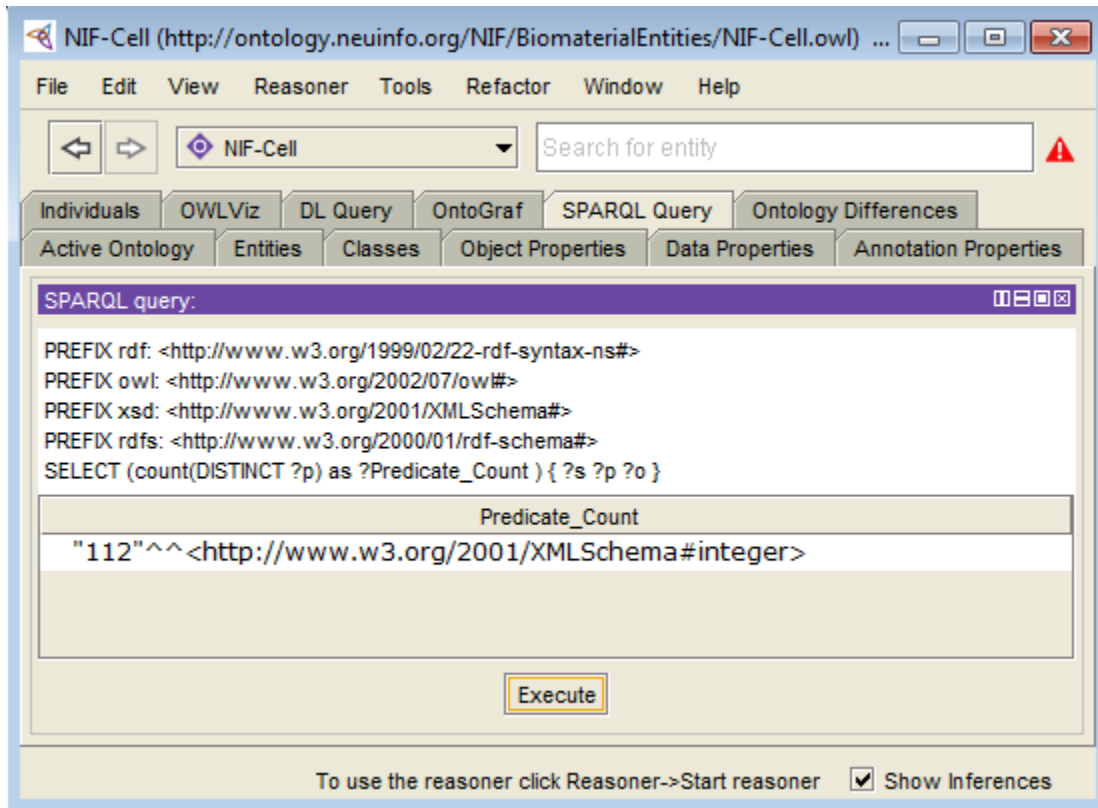 NIF-Cell (http://ontology.neuinfo.org/NIF/BiomaterialEntities/NIF-Cell.owl) ...
File Edit View Reasoner Tools Refactor Window Help
NIF-Cell Search for entity
Individuals OWLViz DL Query OntoGraf SPARQL Query Ontology Differences
Active Ontology Entities Classes Object Properties Data Properties Annotation Properties
SPARQL query:
PREFIX rdf: <http://www.w3.org/1999/02/22-rdf-syntax-ns#>
PREFIX owl: <http://www.w3.org/2002/07/owl#>
PREFIX xsd: <http://www.w3.org/2001/XMLSchema#>
PREFIX rdfs: <http://www.w3.org/2000/01/rdf-schema#>
SELECT (count(DISTINCT ?p) as ?Predicate_Count ) { ?s ?p ?o }
Predicate_Count
"112"^^<http://www.w3.org/2001/XMLSchema#integer>
Execute
To use the reasoner click Reasoner->Start reasoner Show Inferences